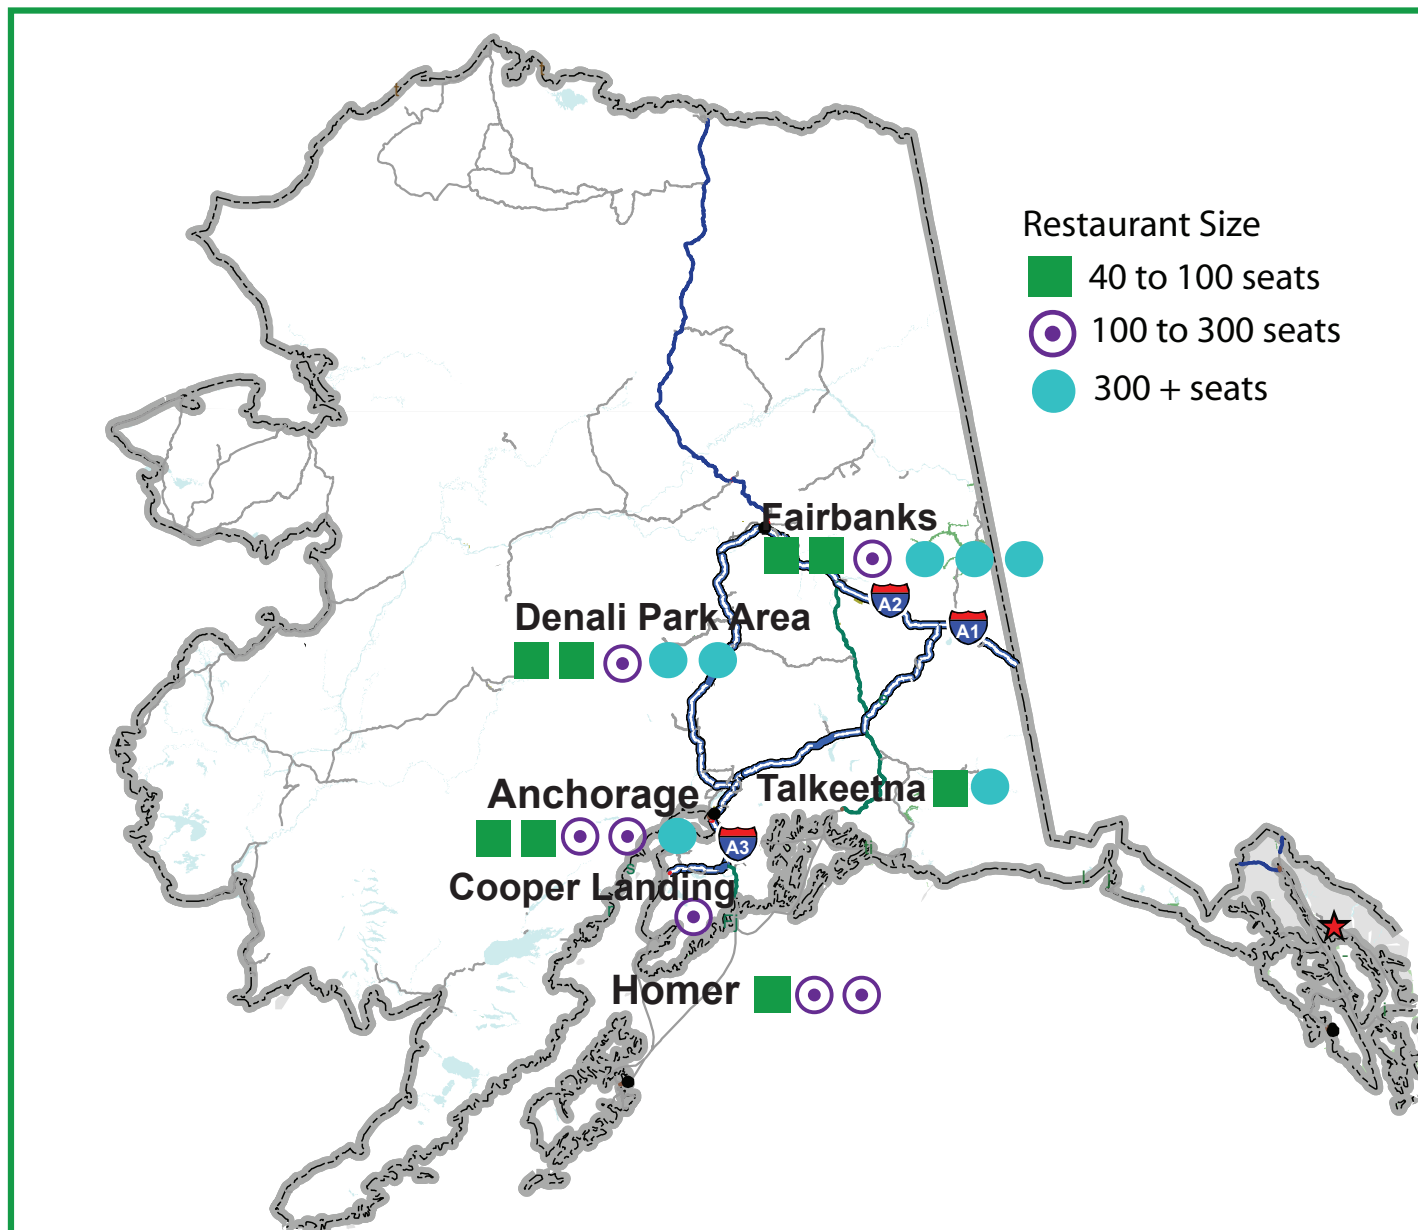 Restaurant Size
40 to 100 seats
100 to 300 seats
300 + seats
Fairbanks
A2
Denali Park Area
A1
Anchorage
Talkeetna
A3
Cooper Landing
Homer